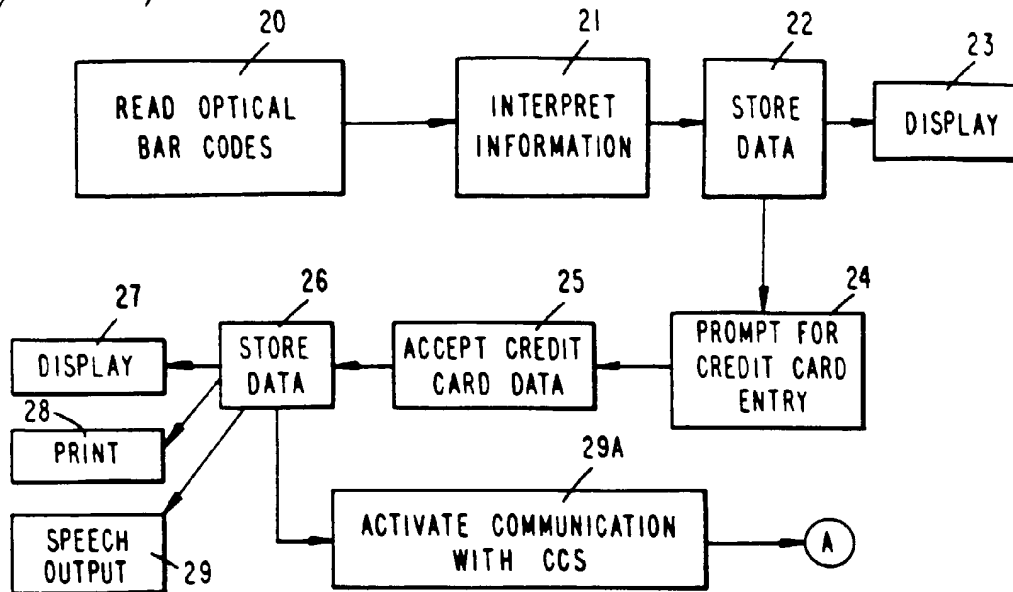 20
READ OPTICAL
BAR CODES
21
INTERPRET
INFORMATION
22
STORE
DATA
23
DISPLAY
24
PROMPT FOR
CREDIT CARD
ENTRY
25
ACCEPT CREDIT
CARD DATA
26
STORE
DATA
27
DISPLAY
28
PRINT
SPEECH
OUTPUT
29
29A
ACTIVATE COMMUNICATION
WITH CCS
A